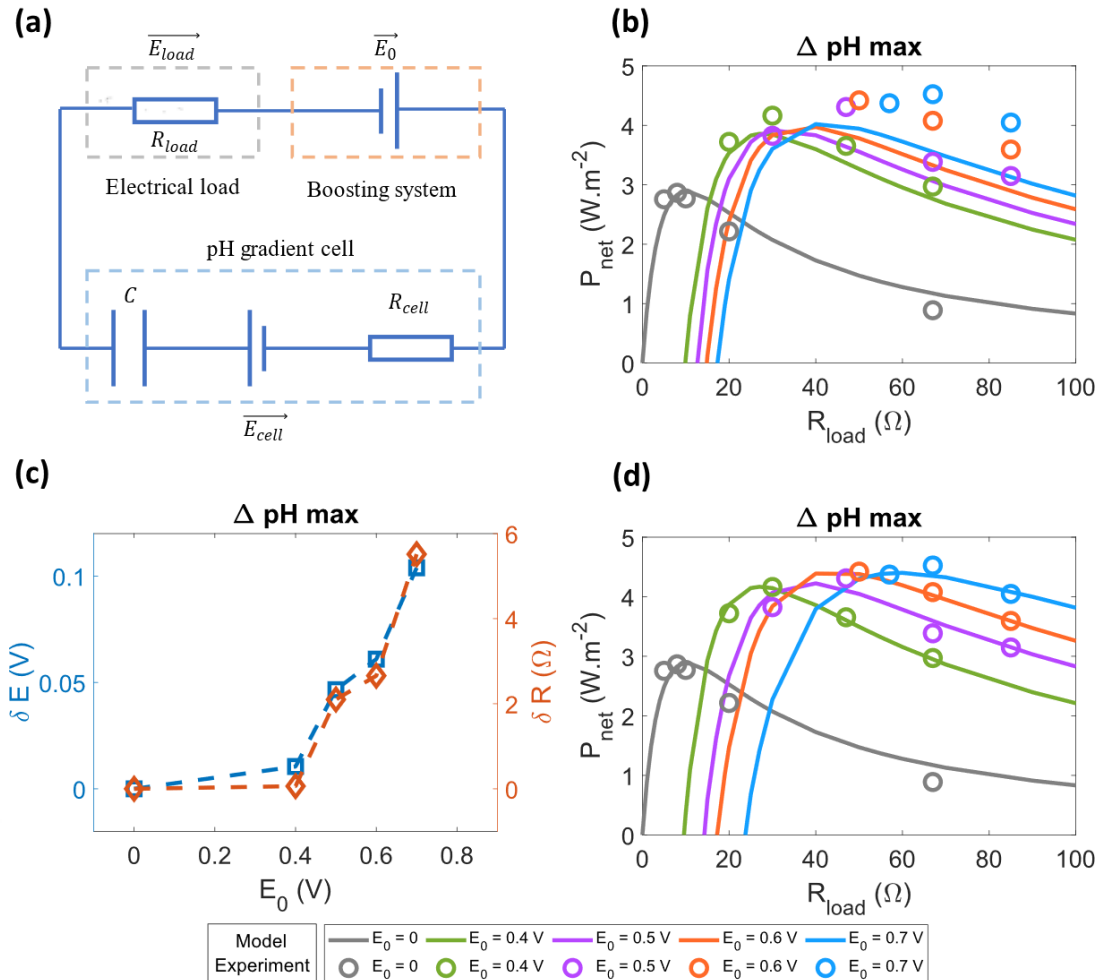 (a)
E_load
E_0
R_load
Electrical load
Boosting system
pH gradient cell
C
R_cell
E_cell
(b)
Δ pH max
5
4
3
2
1
0
P_net (W.m^-2)
0 20 40 60 80 100
R_load (Ω)
(c)
Δ pH max
0.1
0.05
0
δ E (V)
6
4
2
0
δ R (Ω)
0 0.2 0.4 0.6 0.8
E_0 (V)
(d)
Δ pH max
5
4
3
2
1
0
P_net (W.m^-2)
0 20 40 60 80 100
R_load (Ω)
Model E_0 = 0 E_0 = 0.4 V E_0 = 0.5 V E_0 = 0.6 V E_0 = 0.7 V
Experiment E_0 = 0 E_0 = 0.4 V E_0 = 0.5 V E_0 = 0.6 V E_0 = 0.7 V